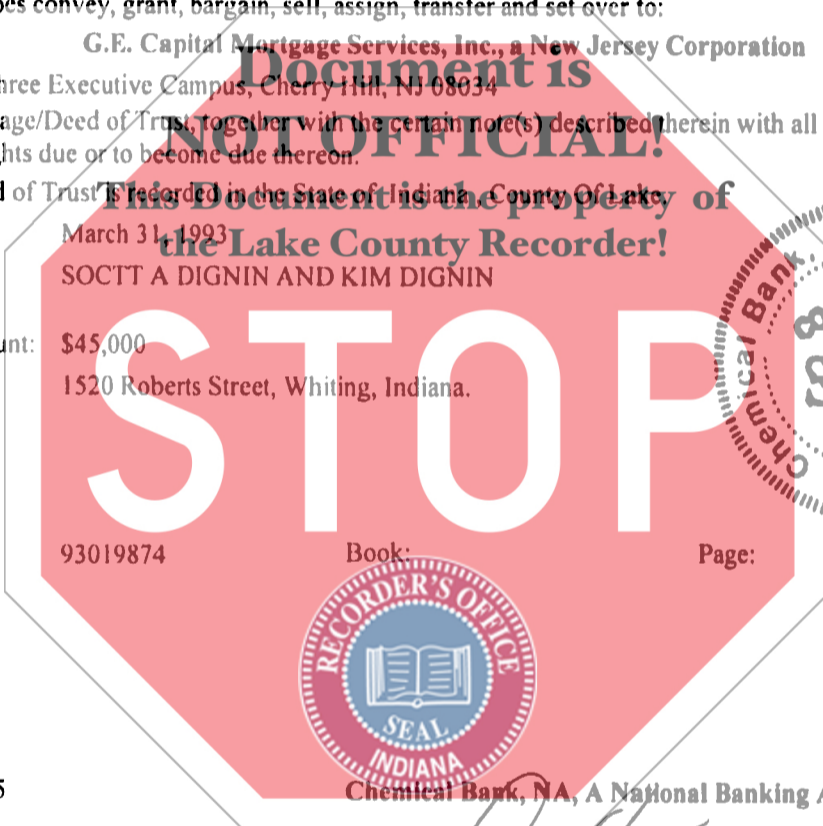 oes convey, grant, bargain, sell, assign, transfer and set over to:
G.E. Capital Mortgage Services, Inc., a New Jersey Corporation
hree Executive Campus, Cherry Hill, NJ 08034
Document is
age/Deed of Trust, together with the certain note(s) described therein with all
NOT OFFICIAL!
hts due or to become due thereon.
d of Trust is recorded in the State of Indiana, County Of Lake,
This Document is the property of
March 31, 1993
the Lake County Recorder!
SOCTT A DIGNIN AND KIM DIGNIN
Chemical Bank
unt: $45,000
STOP
1520 Roberts Street, Whiting, Indiana.
Chemical
93019874 Book: Page:
RECORDER'S OFFICE
SEAL
INDIANA
5
Chemical Bank, NA, A National Banking A